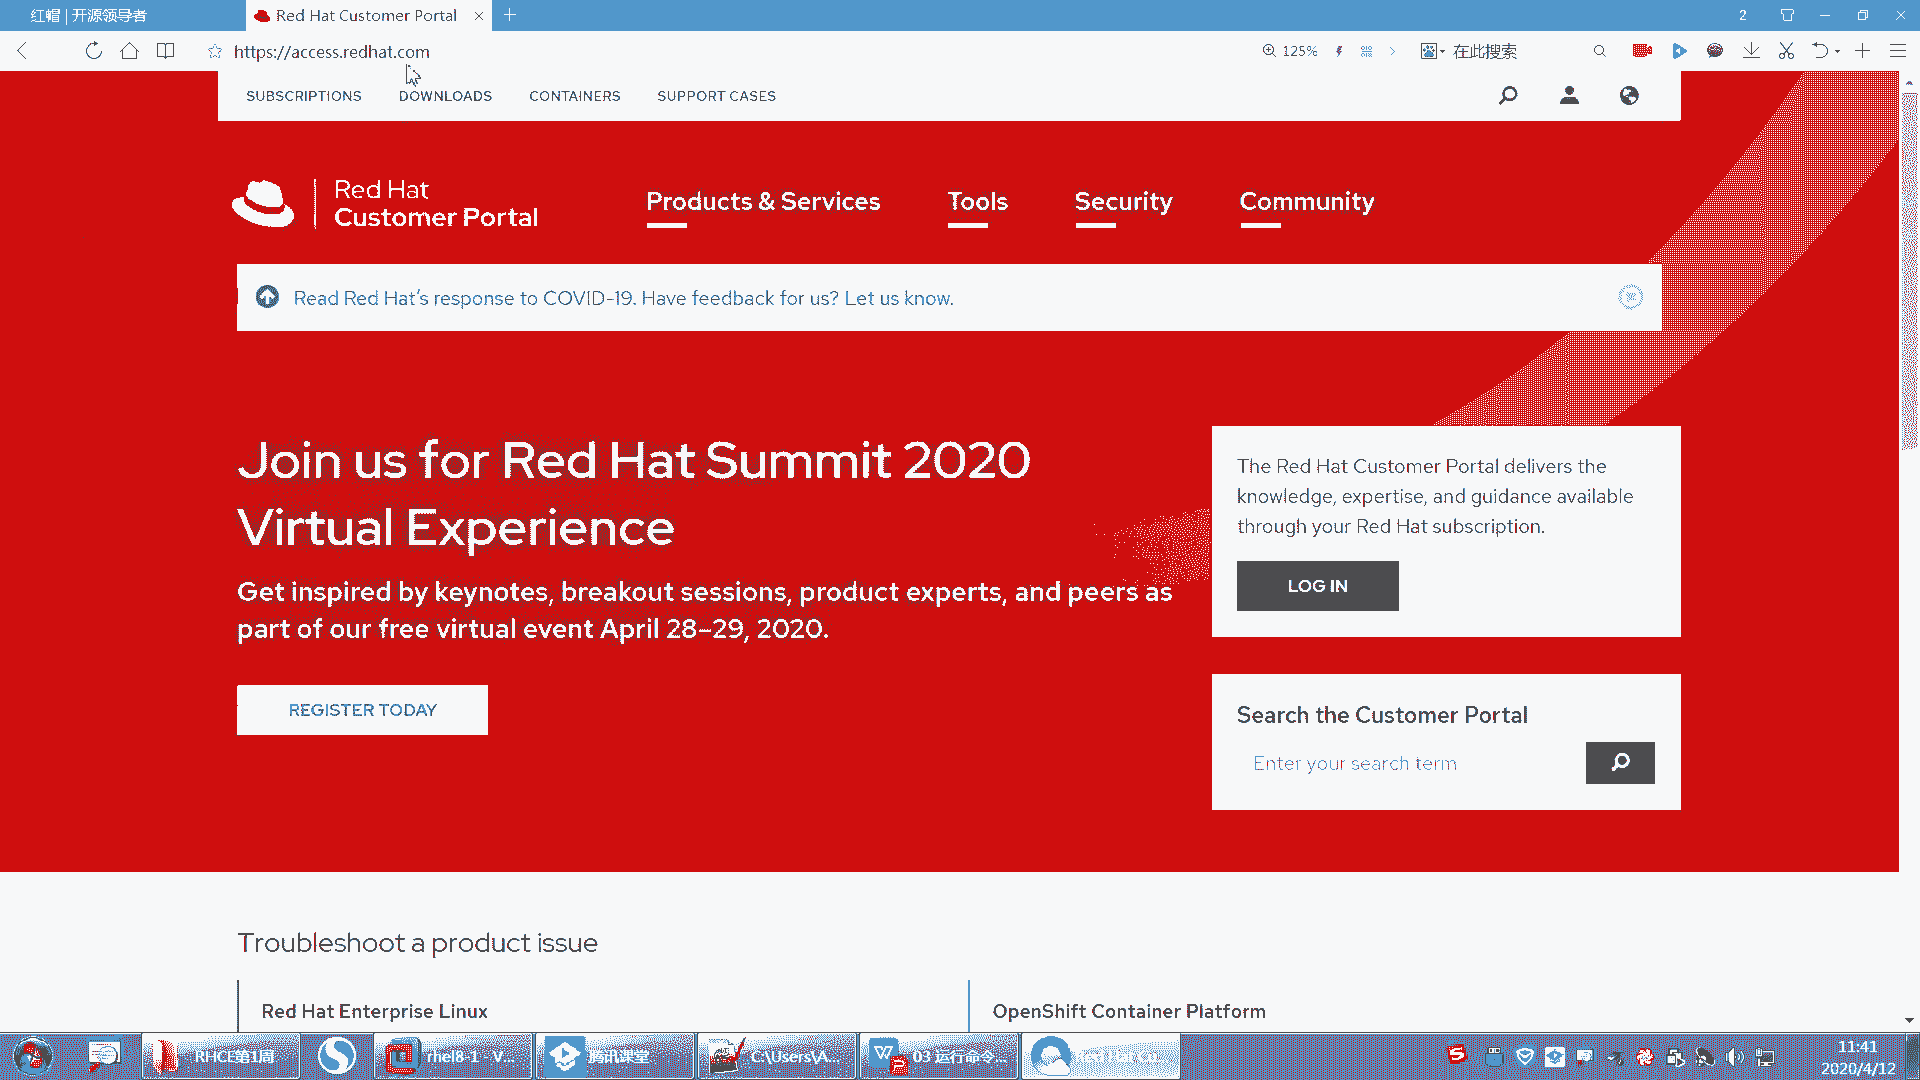 红帽 | 开源领导者
Red Hat Customer Portal
2
https://access.redhat.com
125%
在此搜索
SUBSCRIPTIONS
DOWNLOADS
CONTAINERS
SUPPORT CASES
Red Hat
Customer Portal
Products & Services
Tools
Security
Community
Read Red Hat's response to COVID-19. Have feedback for us? Let us know.
Join us for Red Hat Summit 2020
Virtual Experience
Get inspired by keynotes, breakout sessions, product experts, and peers as
part of our free virtual event April 28–29, 2020.
REGISTER TODAY
The Red Hat Customer Portal delivers the
knowledge, expertise, and guidance available
through your Red Hat subscription.
LOG IN
Search the Customer Portal
Enter your search term
Troubleshoot a product issue
Red Hat Enterprise Linux
OpenShift Container Platform
RHCE第1周
rhel8-1 - V...
腾讯课堂
C:\Users\A...
03 运行命令...
Red Hat Cu...
11:41
2020/4/12